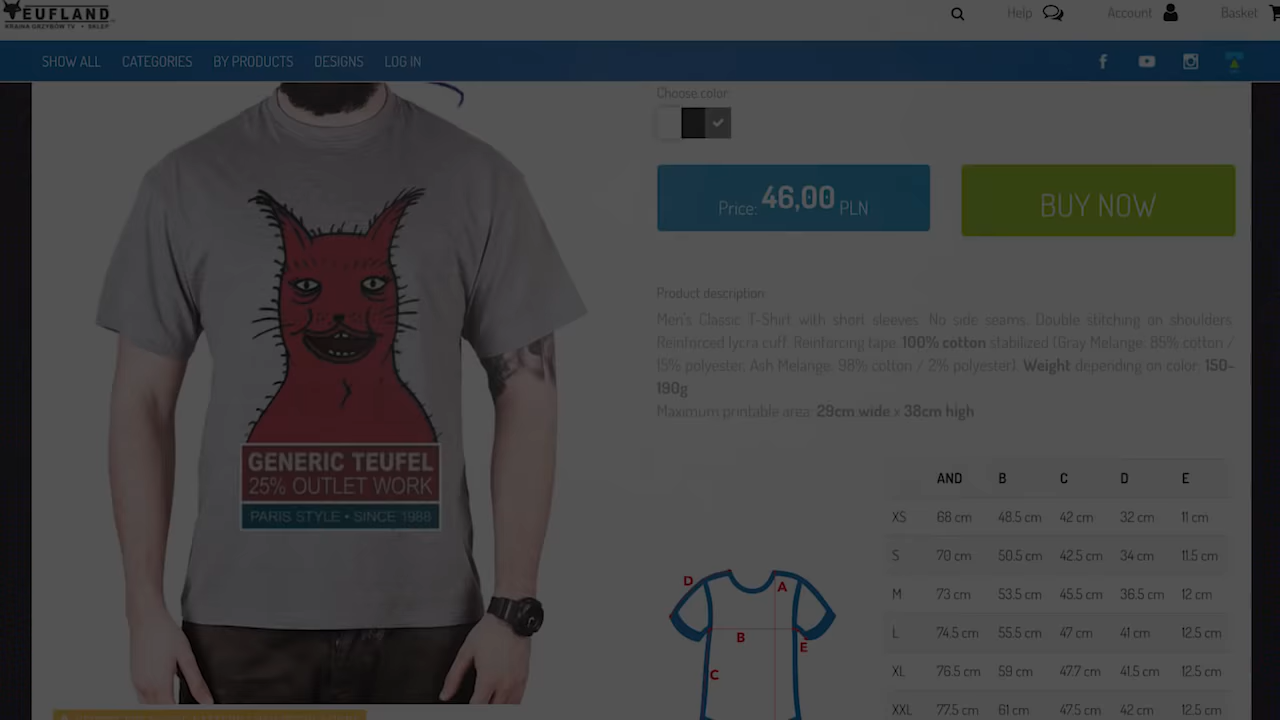 TEUFLAND
KRAINA GRZYBÓW TV • SKLEP
Help
Account
Basket
SHOW ALL
CATEGORIES
BY PRODUCTS
DESIGNS
LOG IN
Choose color:
Price: 46,00 PLN
BUY NOW
GENERIC TEUFEL
25% OUTLET WORK
PARIS STYLE • SINCE 1988
Product description:
Men's Classic T-Shirt with short sleeves. No side seams. Double stitching on shoulders.
Reinforced lycra cuff. Reinforcing tape. 100% cotton stabilized (Gray Melange: 85% cotton /
15% polyester; Ash Melange: 98% cotton / 2% polyester). Weight depending on color: 150-
190g
Maximum printable area: 29cm wide x 38cm high
AND B C D E
XS 68 cm 48.5 cm 42 cm 32 cm 11 cm
S 70 cm 50.5 cm 42.5 cm 34 cm 11.5 cm
M 73 cm 53.5 cm 45.5 cm 36.5 cm 12 cm
L 74.5 cm 55.5 cm 47 cm 41 cm 12.5 cm
XL 76.5 cm 59 cm 47.7 cm 41.5 cm 12.5 cm
XXL 77.5 cm 61 cm 47.5 cm 42 cm 12.5 cm
D
A
B
E
C